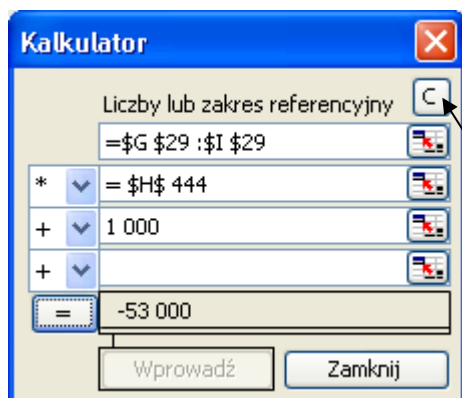 Kalkulator
Liczby lub zakres referencyjny C
=$G $29 :$I $29
* = $H$ 444
+ 1 000
+
= -53 000
Wprowadź Zamknij